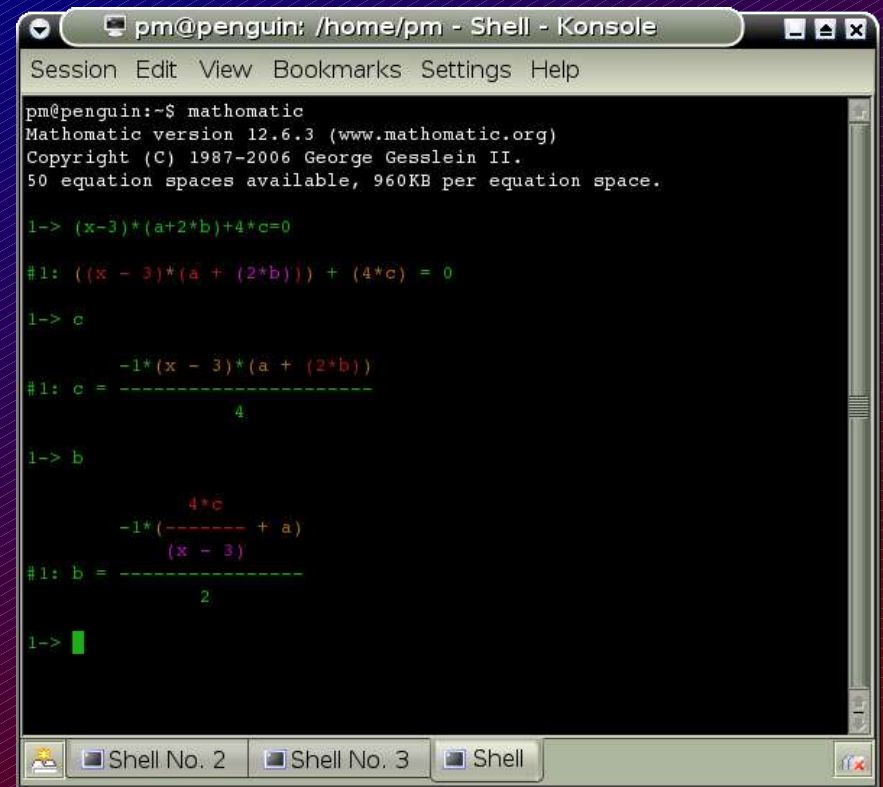 pm@penguin: /home/pm - Shell - Konsole
Session Edit View Bookmarks Settings Help
pm@penguin:~$ mathomatic
Mathomatic version 12.6.3 (www.mathomatic.org)
Copyright (C) 1987-2006 George Gesslein II.
50 equation spaces available, 960KB per equation space.
1-> (x-3)*(a+2*b)+4*c=0
#1: ((x - 3)*(a + (2*b))) + (4*c) = 0
1-> c
-1*(x - 3)*(a + (2*b))
#1: c = ----------------------
4
1-> b
4*c
-1*(------- + a)
(x - 3)
#1: b = ----------------
2
1->
Shell No. 2 Shell No. 3 Shell